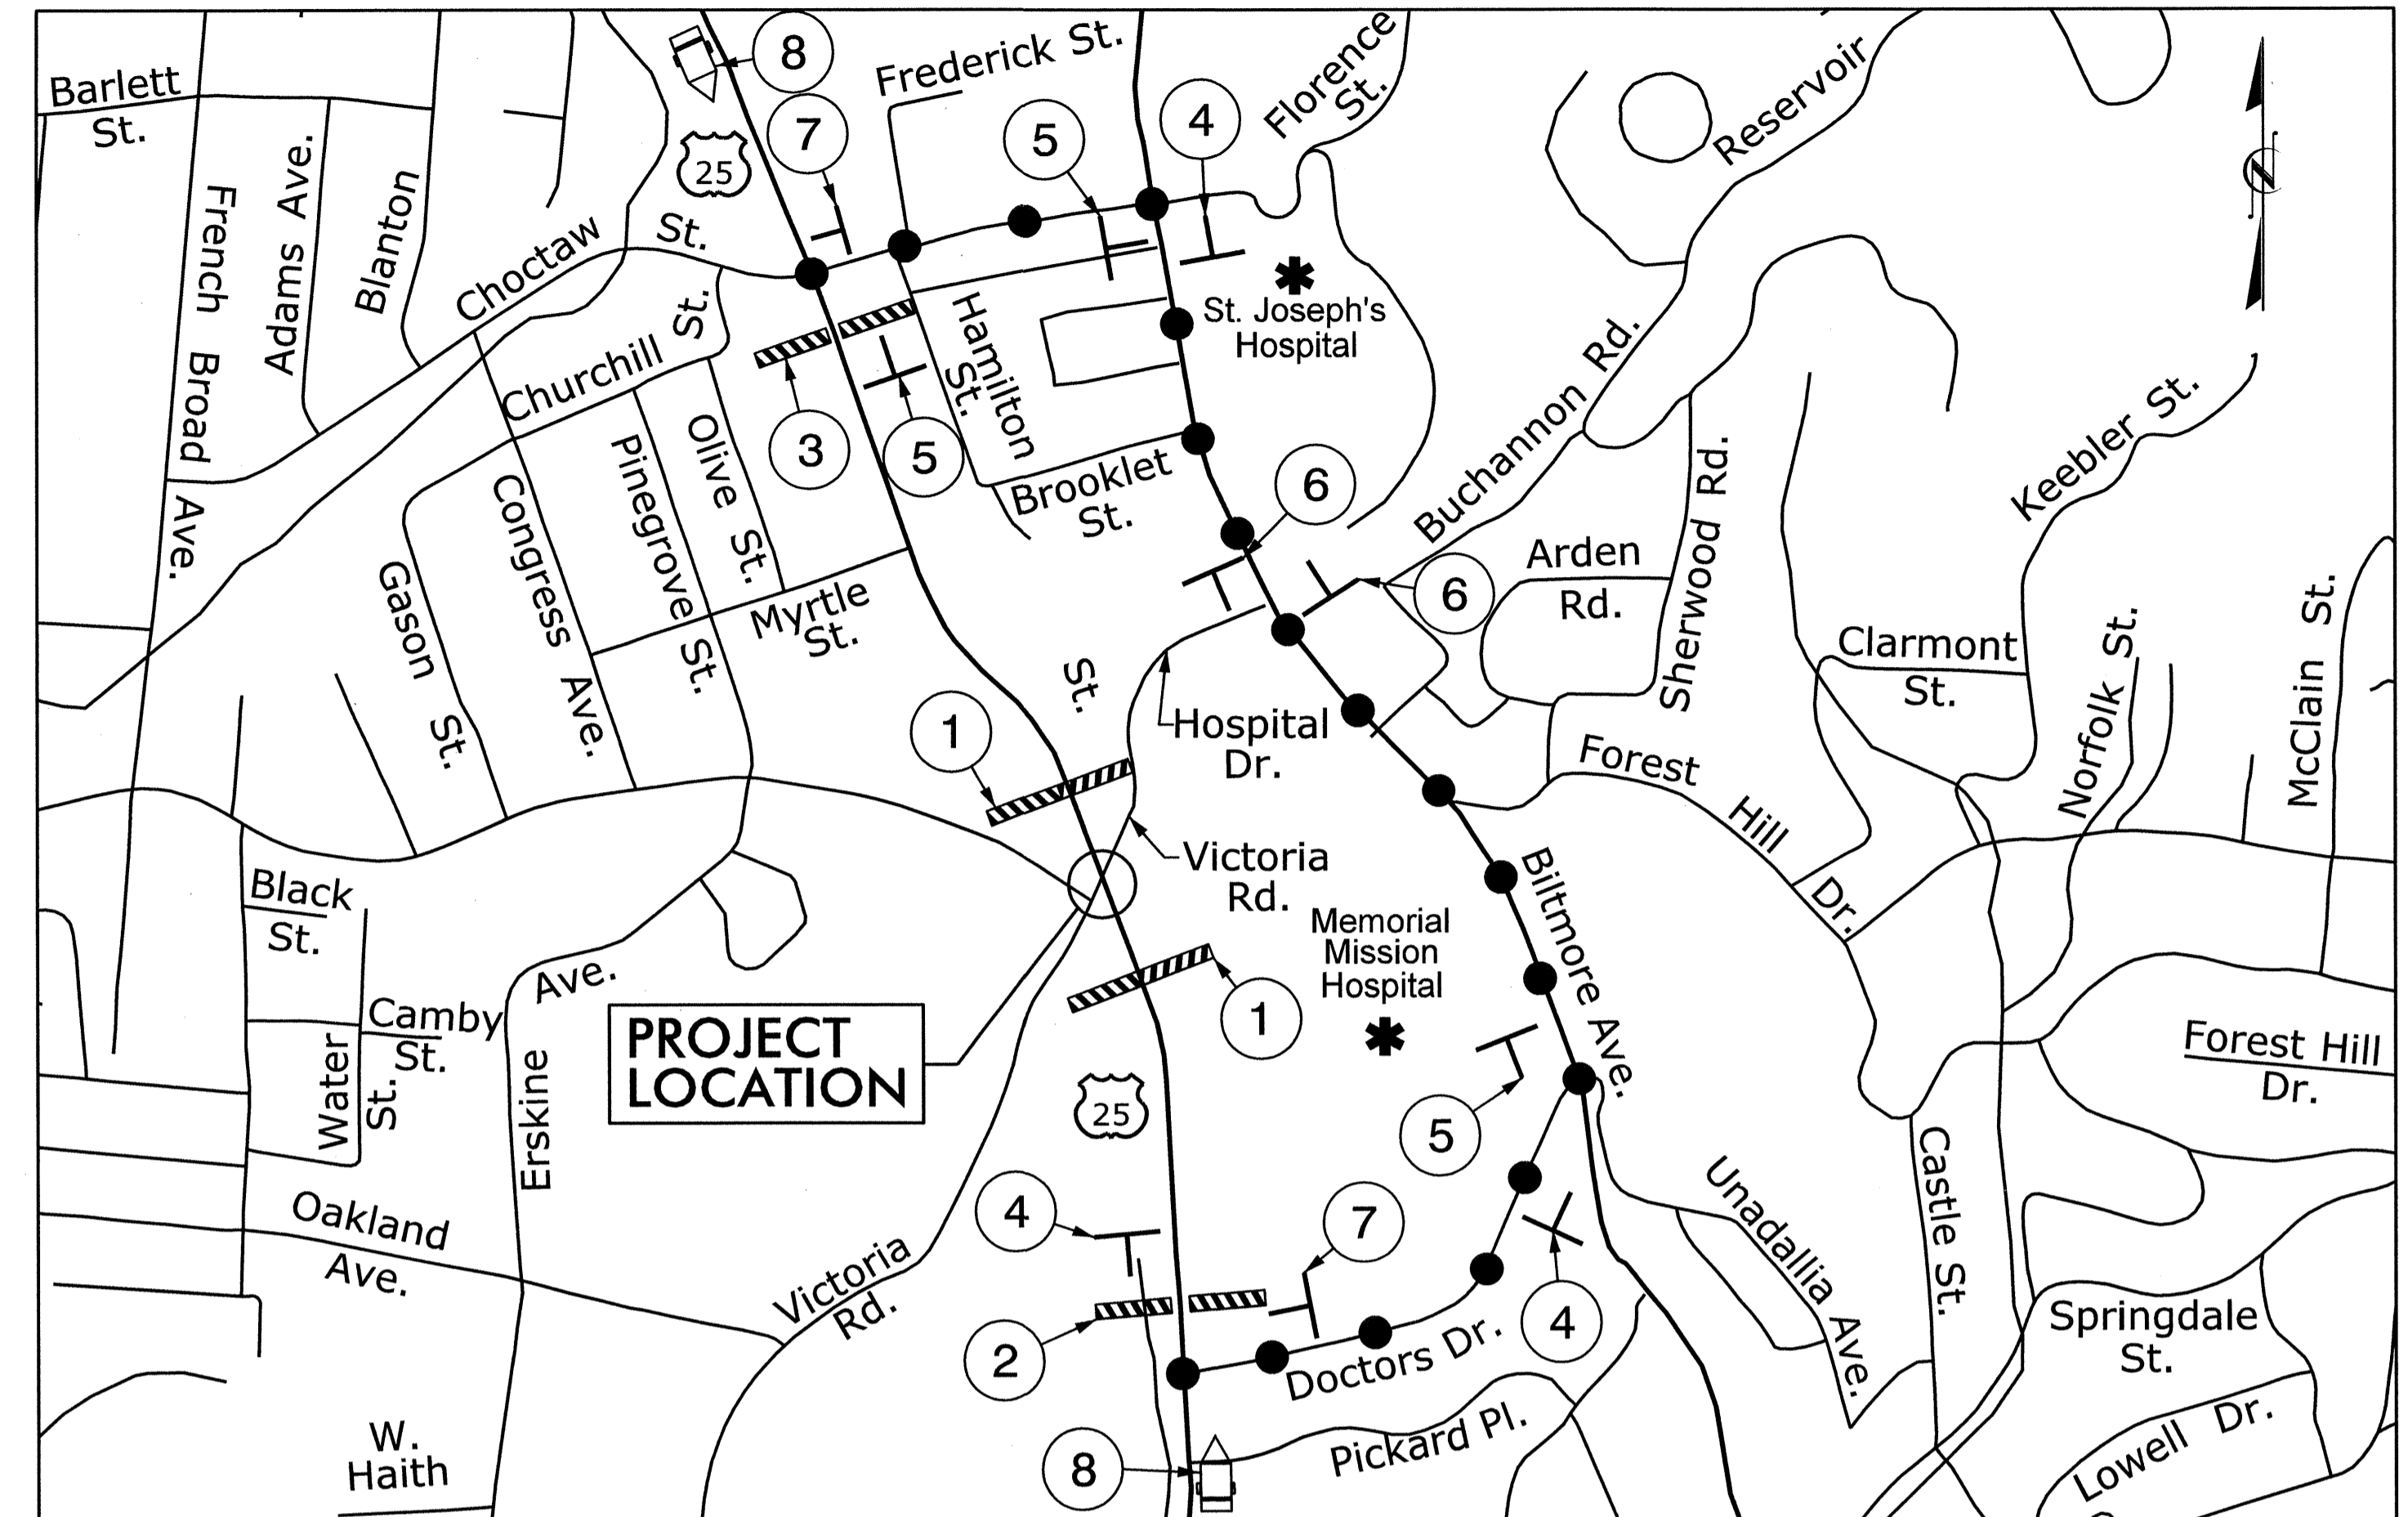 8
Frederick St.
Florence
St.
Barlett
St.
7
5
4
Reservoir
25
French Broad
Ave.
Adams Ave.
Blanton
Choctaw
St.
N
St. Joseph's
Hospital
Churchill St.
Hamilton
St.
3
5
Olive St.
Pinegrove St.
Congress Ave.
Gason St.
Brooklet
St.
6
Buchannon Rd.
Keebler St.
Sherwood Rd.
Arden
Rd.
6
Myrtle
St.
St.
Clarmont
St.
Norfolk St.
McClain St.
1
Hospital
Dr.
Forest Hill Dr.
Victoria
Rd.
Black
St.
Biltmore Ave.
Memorial
Mission
Hospital
Ave.
Erskine
Camby
St.
Water
St.
PROJECT
LOCATION
1
Forest Hill
Dr.
25
5
Castle St.
Unadallia Ave.
Oakland
Ave.
4
7
Victoria
Rd.
2
4
Doctors Dr.
Springdale
St.
W.
Haith
8
Pickard Pl.
Lowell Dr.